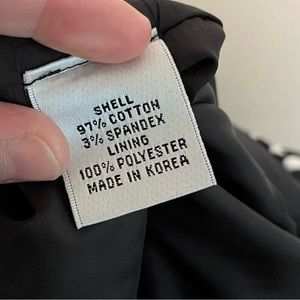 SHELL
97% COTTON
3% SPANDEX
LINING
100% POLYESTER
MADE IN KOREA